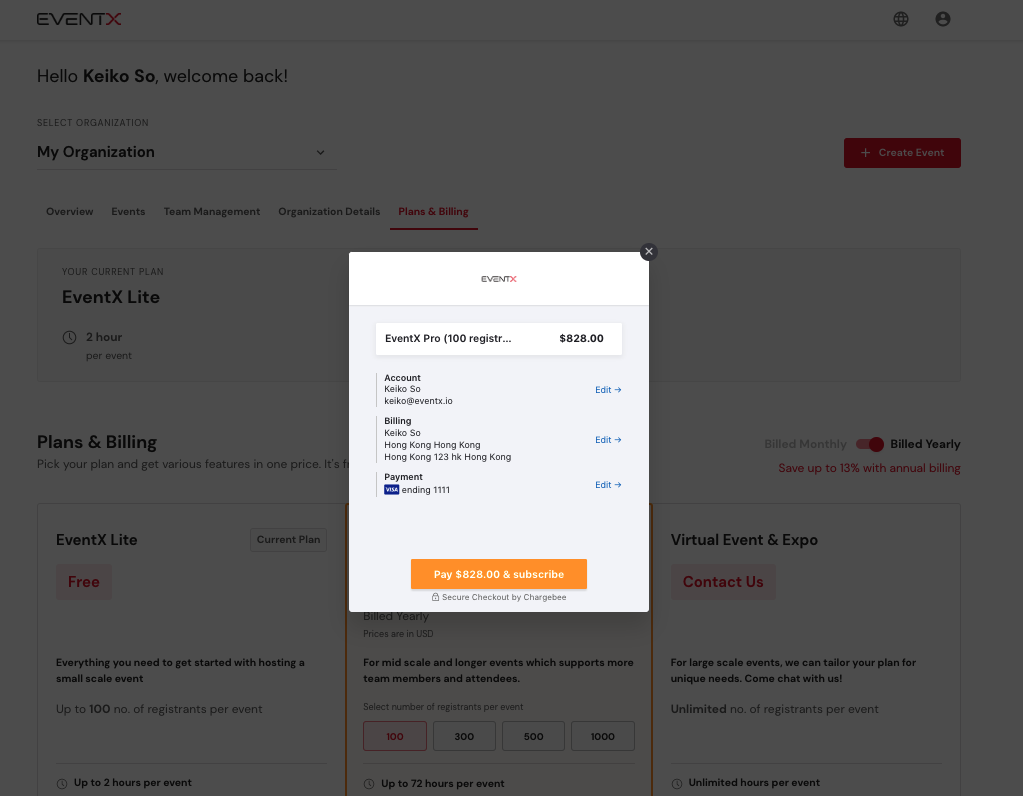 EVENTX
Hello Keiko So, welcome back!
SELECT ORGANIZATION
My Organization
+ Create Event
Overview Events Team Management Organization Details Plans & Billing
YOUR CURRENT PLAN
EventX Lite
2 hour
per event
EVENTX
EventX Pro (100 registr... $828.00
Account
Keiko So
keiko@eventx.io
Edit →
Billing
Keiko So
Hong Kong Hong Kong
Hong Kong 123 hk Hong Kong
Edit →
Payment
VISA ending 1111
Edit →
Pay $828.00 & subscribe
Secure Checkout by Chargebee
Plans & Billing
Pick your plan and get various features in one price. It's
Billed Monthly Billed Yearly
Save up to 13% with annual billing
EventX Lite
Current Plan
Free
Everything you need to get started with hosting a
small scale event
Up to 100 no. of registrants per event
Up to 2 hours per event
Billed Yearly
Prices are in USD
For mid scale and longer events which supports more
team members and attendees.
Select number of registrants per event
100 300 500 1000
Up to 72 hours per event
Virtual Event & Expo
Contact Us
For large scale events, we can tailor your plan for
unique needs. Come chat with us!
Unlimited no. of registrants per event
Unlimited hours per event